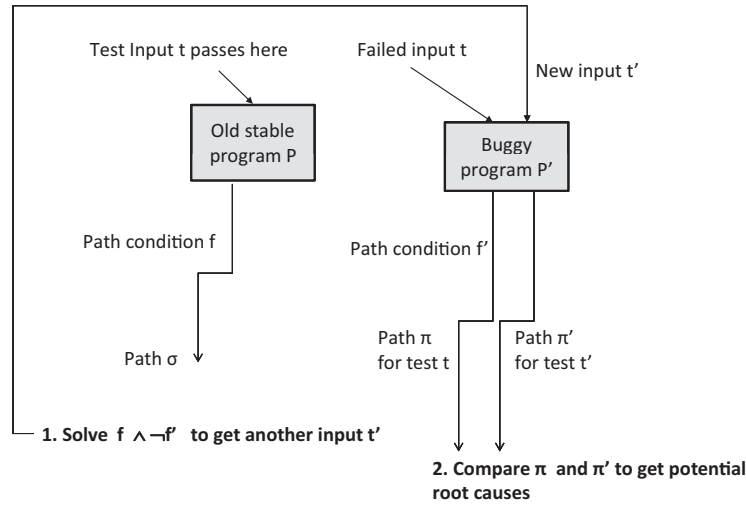 Test Input t passes here
Failed input t
New input t’
Old stable
program P
Buggy
program P’
Path condition f
Path condition f’
Path σ
Path π
for test t
Path π’
for test t’
1. Solve f ∧ ¬f’ to get another input t’
2. Compare π and π’ to get potential
root causes